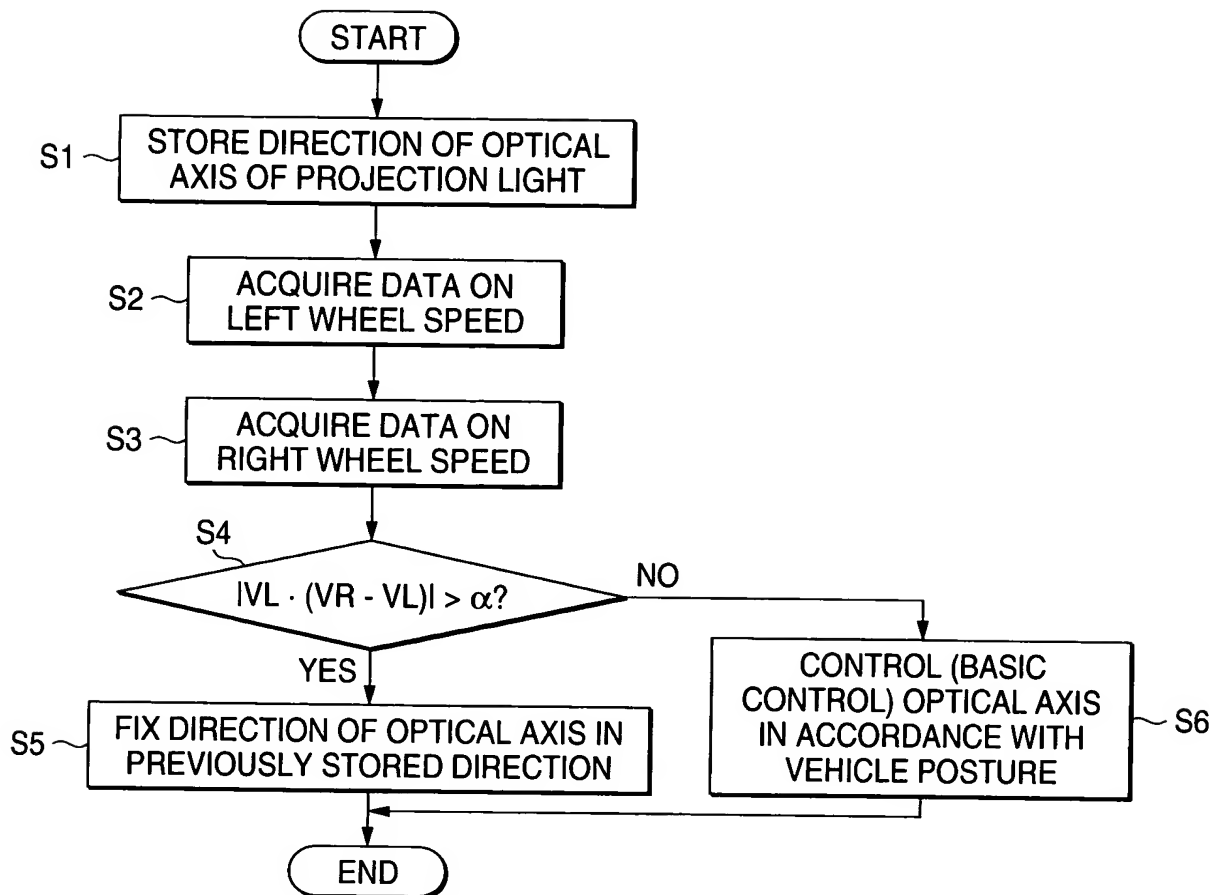 START
S1
STORE DIRECTION OF OPTICAL
AXIS OF PROJECTION LIGHT
S2
ACQUIRE DATA ON
LEFT WHEEL SPEED
S3
ACQUIRE DATA ON
RIGHT WHEEL SPEED
S4
|VL · (VR - VL)| > α?
NO
YES
S5
FIX DIRECTION OF OPTICAL AXIS IN
PREVIOUSLY STORED DIRECTION
CONTROL (BASIC
CONTROL) OPTICAL AXIS
IN ACCORDANCE WITH
VEHICLE POSTURE
S6
END